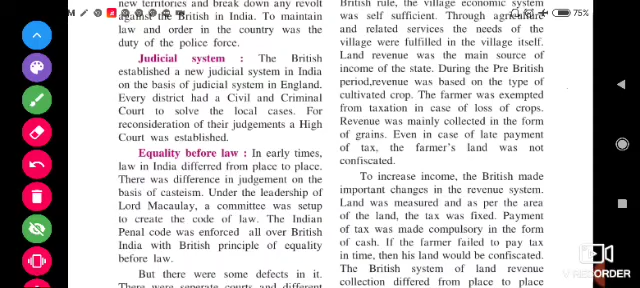 new territories and break down any revolt
against the British in India. To maintain
law and order in the country was the
duty of the police force.
Judicial system : The British
established a new judicial system in India
on the basis of judicial system in England.
Every district had a Civil and Criminal
Court to solve the local cases. For
reconsideration of their judgements a High
Court was established.
Equality before law : In early times,
law in India differred from place to place.
There was difference in judgement on the
basis of casteism. Under the leadership of
Lord Macaulay, a committee was setup
to create the code of law. The Indian
Penal code was enforced all over British
India with British principle of equality
before law.
But there were some defects in it.
There were seperate courts and different
British rule, the village economic system
was self sufficient. Through agriculture
and related services the needs of the
village were fulfilled in the village itself.
Land revenue was the main source of
income of the state. During the Pre British
period,revenue was based on the type of
cultivated crop. The farmer was exempted
from taxation in case of loss of crops.
Revenue was mainly collected in the form
of grains. Even in case of late payment
of tax, the farmer's land was not
confiscated.
To increase income, the British made
important changes in the revenue system.
Land was measured and as per the area
of the land, the tax was fixed. Payment
of tax was made compulsory in the form
of cash. If the farmer failed to pay tax
in time, then his land would be confiscated.
The British system of land revenue
collection differed from place to place
75%
V RECORDER